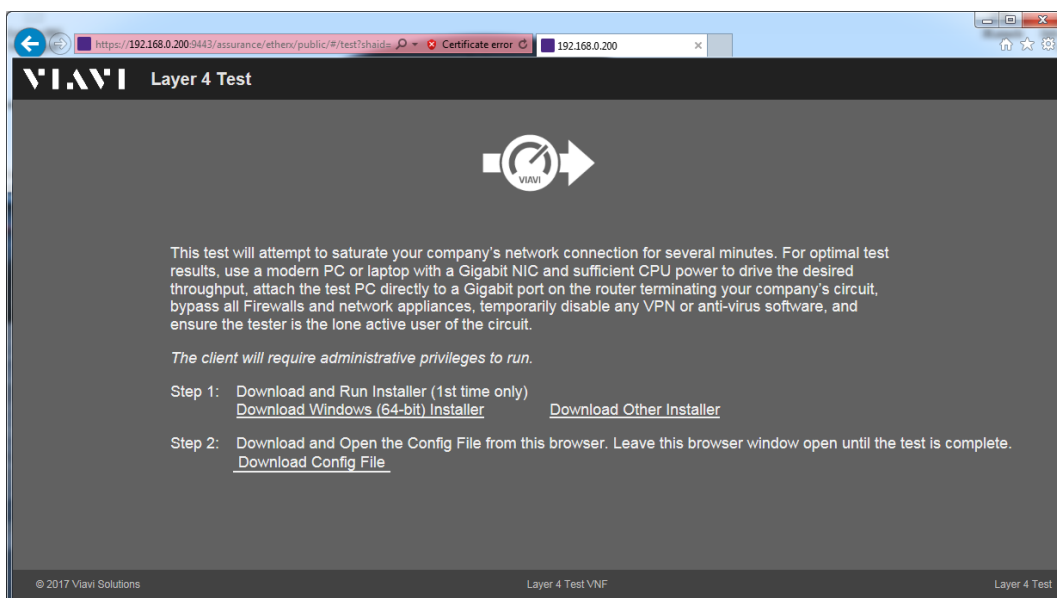 https://192.168.0.200:9443/assurance/etherx/public/#/test?shaid=
Certificate error
192.168.0.200
VIAVI
Layer 4 Test
VIAVI
This test will attempt to saturate your company's network connection for several minutes. For optimal test
results, use a modern PC or laptop with a Gigabit NIC and sufficient CPU power to drive the desired
throughput, attach the test PC directly to a Gigabit port on the router terminating your company's circuit,
bypass all Firewalls and network appliances, temporarily disable any VPN or anti-virus software, and
ensure the tester is the lone active user of the circuit.
The client will require administrative privileges to run.
Step 1: Download and Run Installer (1st time only)
Download Windows (64-bit) Installer Download Other Installer
Step 2: Download and Open the Config File from this browser. Leave this browser window open until the test is complete.
Download Config File
© 2017 Viavi Solutions Layer 4 Test VNF Layer 4 Test